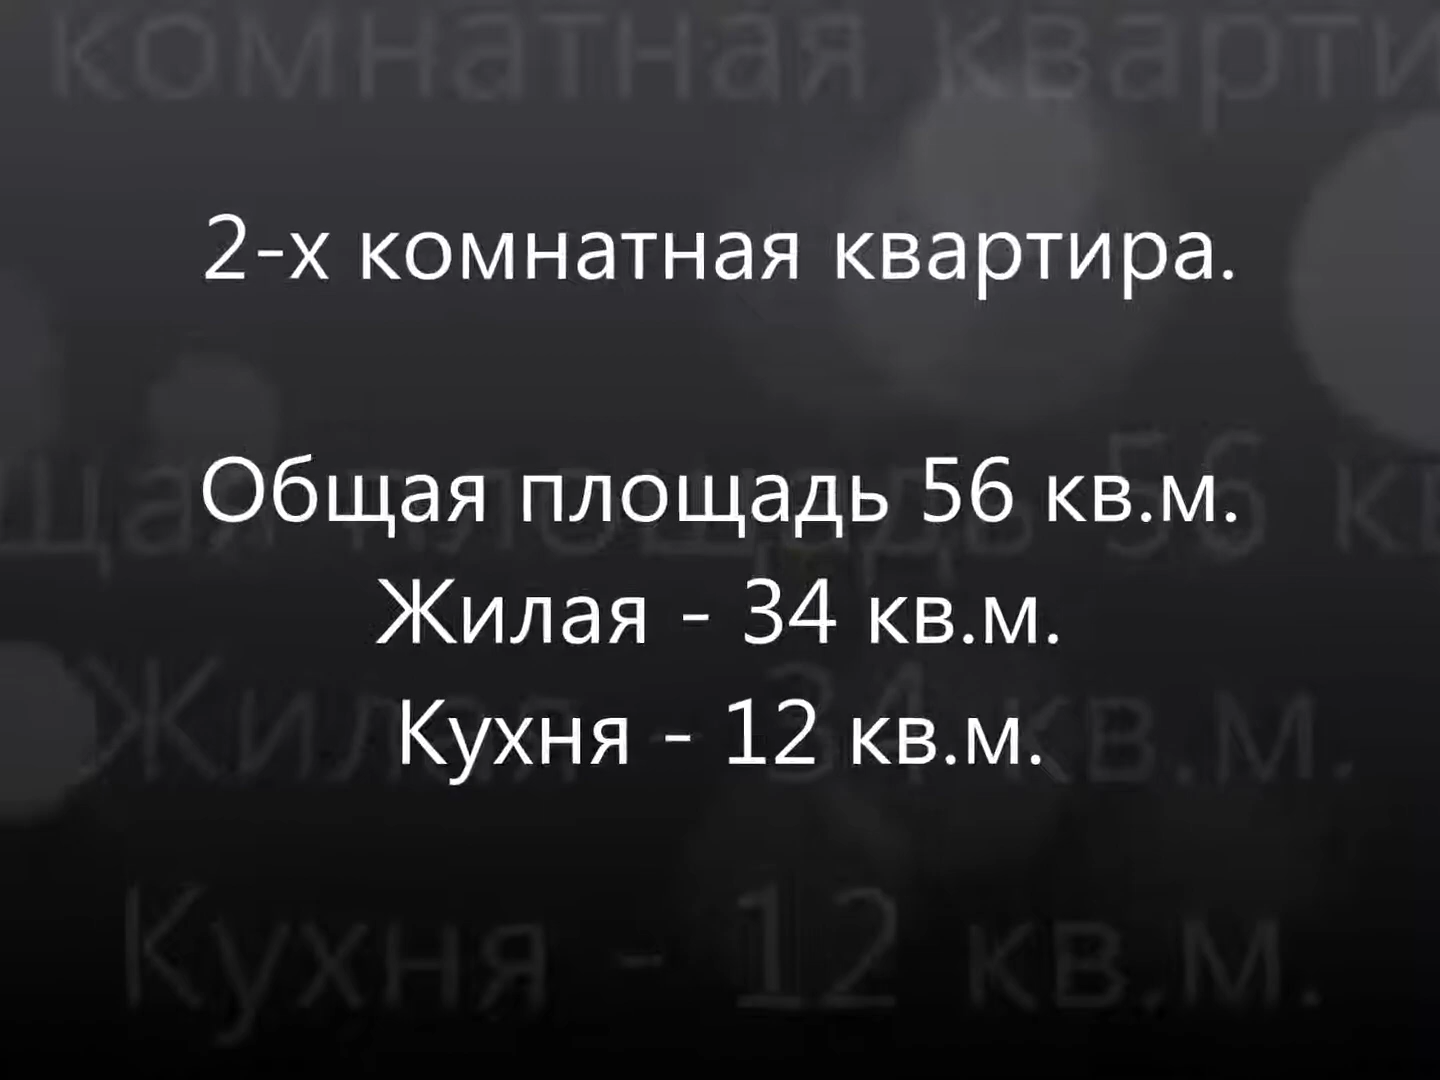 2-х комнатная квартира.
Общая площадь 56 кв.м.
Жилая - 34 кв.м.
Кухня - 12 кв.м.